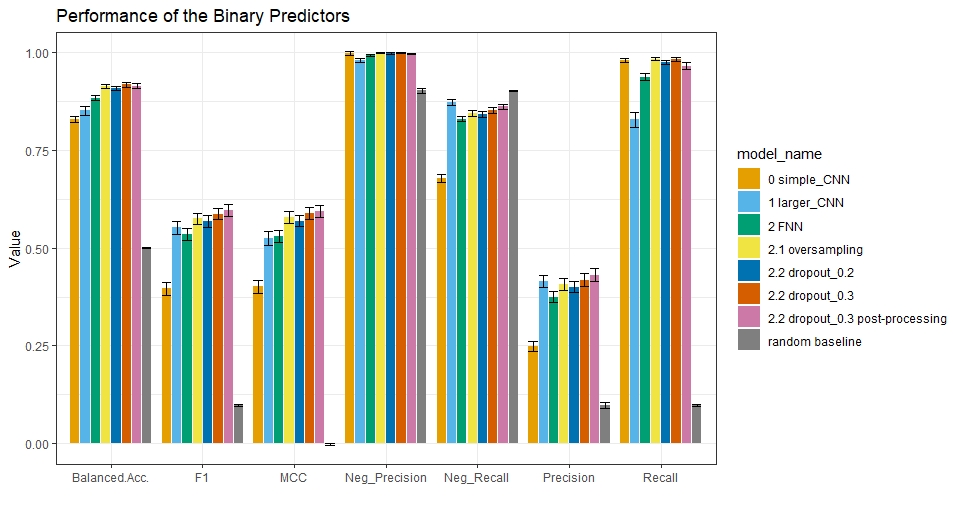 Performance of the Binary Predictors
Value
1.00
0.75
0.50
0.25
0.00
Balanced.Acc.
F1
MCC
Neg_Precision
Neg_Recall
Precision
Recall
model_name
0 simple_CNN
1 larger_CNN
2 FNN
2.1 oversampling
2.2 dropout_0.2
2.2 dropout_0.3
2.2 dropout_0.3 post-processing
random baseline